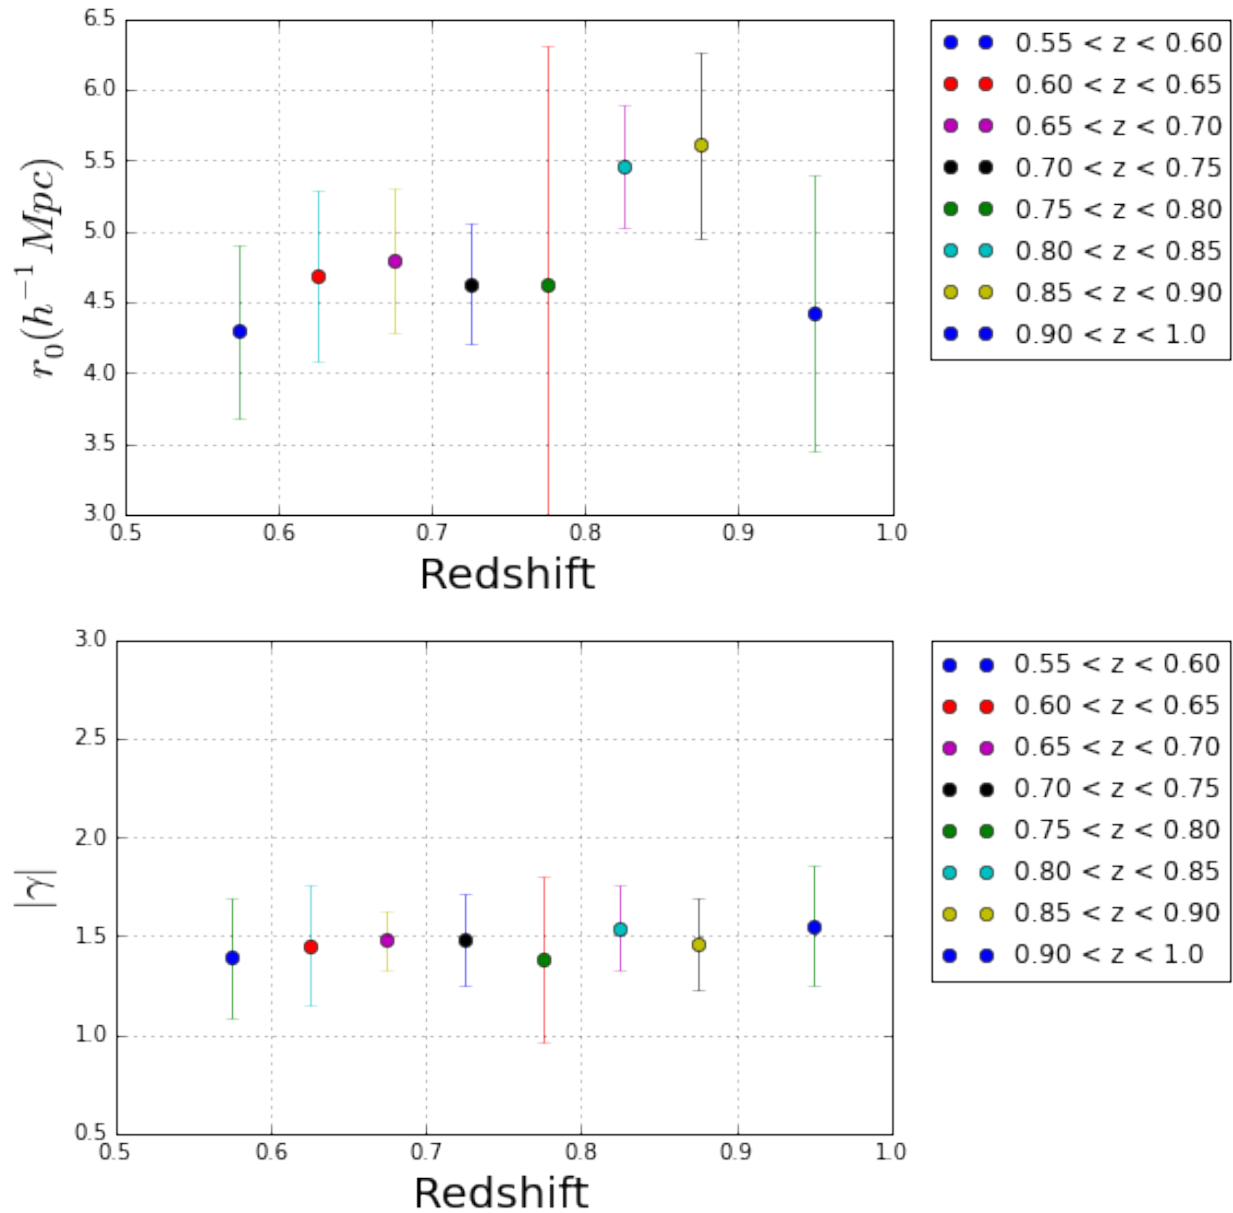 6.5
6.0
5.5
5.0
4.5
4.0
3.5
3.0
r₀(h⁻¹ Mpc)
0.5 0.6 0.7 0.8 0.9 1.0
Redshift
0.55 < z < 0.60
0.60 < z < 0.65
0.65 < z < 0.70
0.70 < z < 0.75
0.75 < z < 0.80
0.80 < z < 0.85
0.85 < z < 0.90
0.90 < z < 1.0
3.0
2.5
2.0
1.5
1.0
0.5
|γ|
0.5 0.6 0.7 0.8 0.9 1.0
Redshift
0.55 < z < 0.60
0.60 < z < 0.65
0.65 < z < 0.70
0.70 < z < 0.75
0.75 < z < 0.80
0.80 < z < 0.85
0.85 < z < 0.90
0.90 < z < 1.0